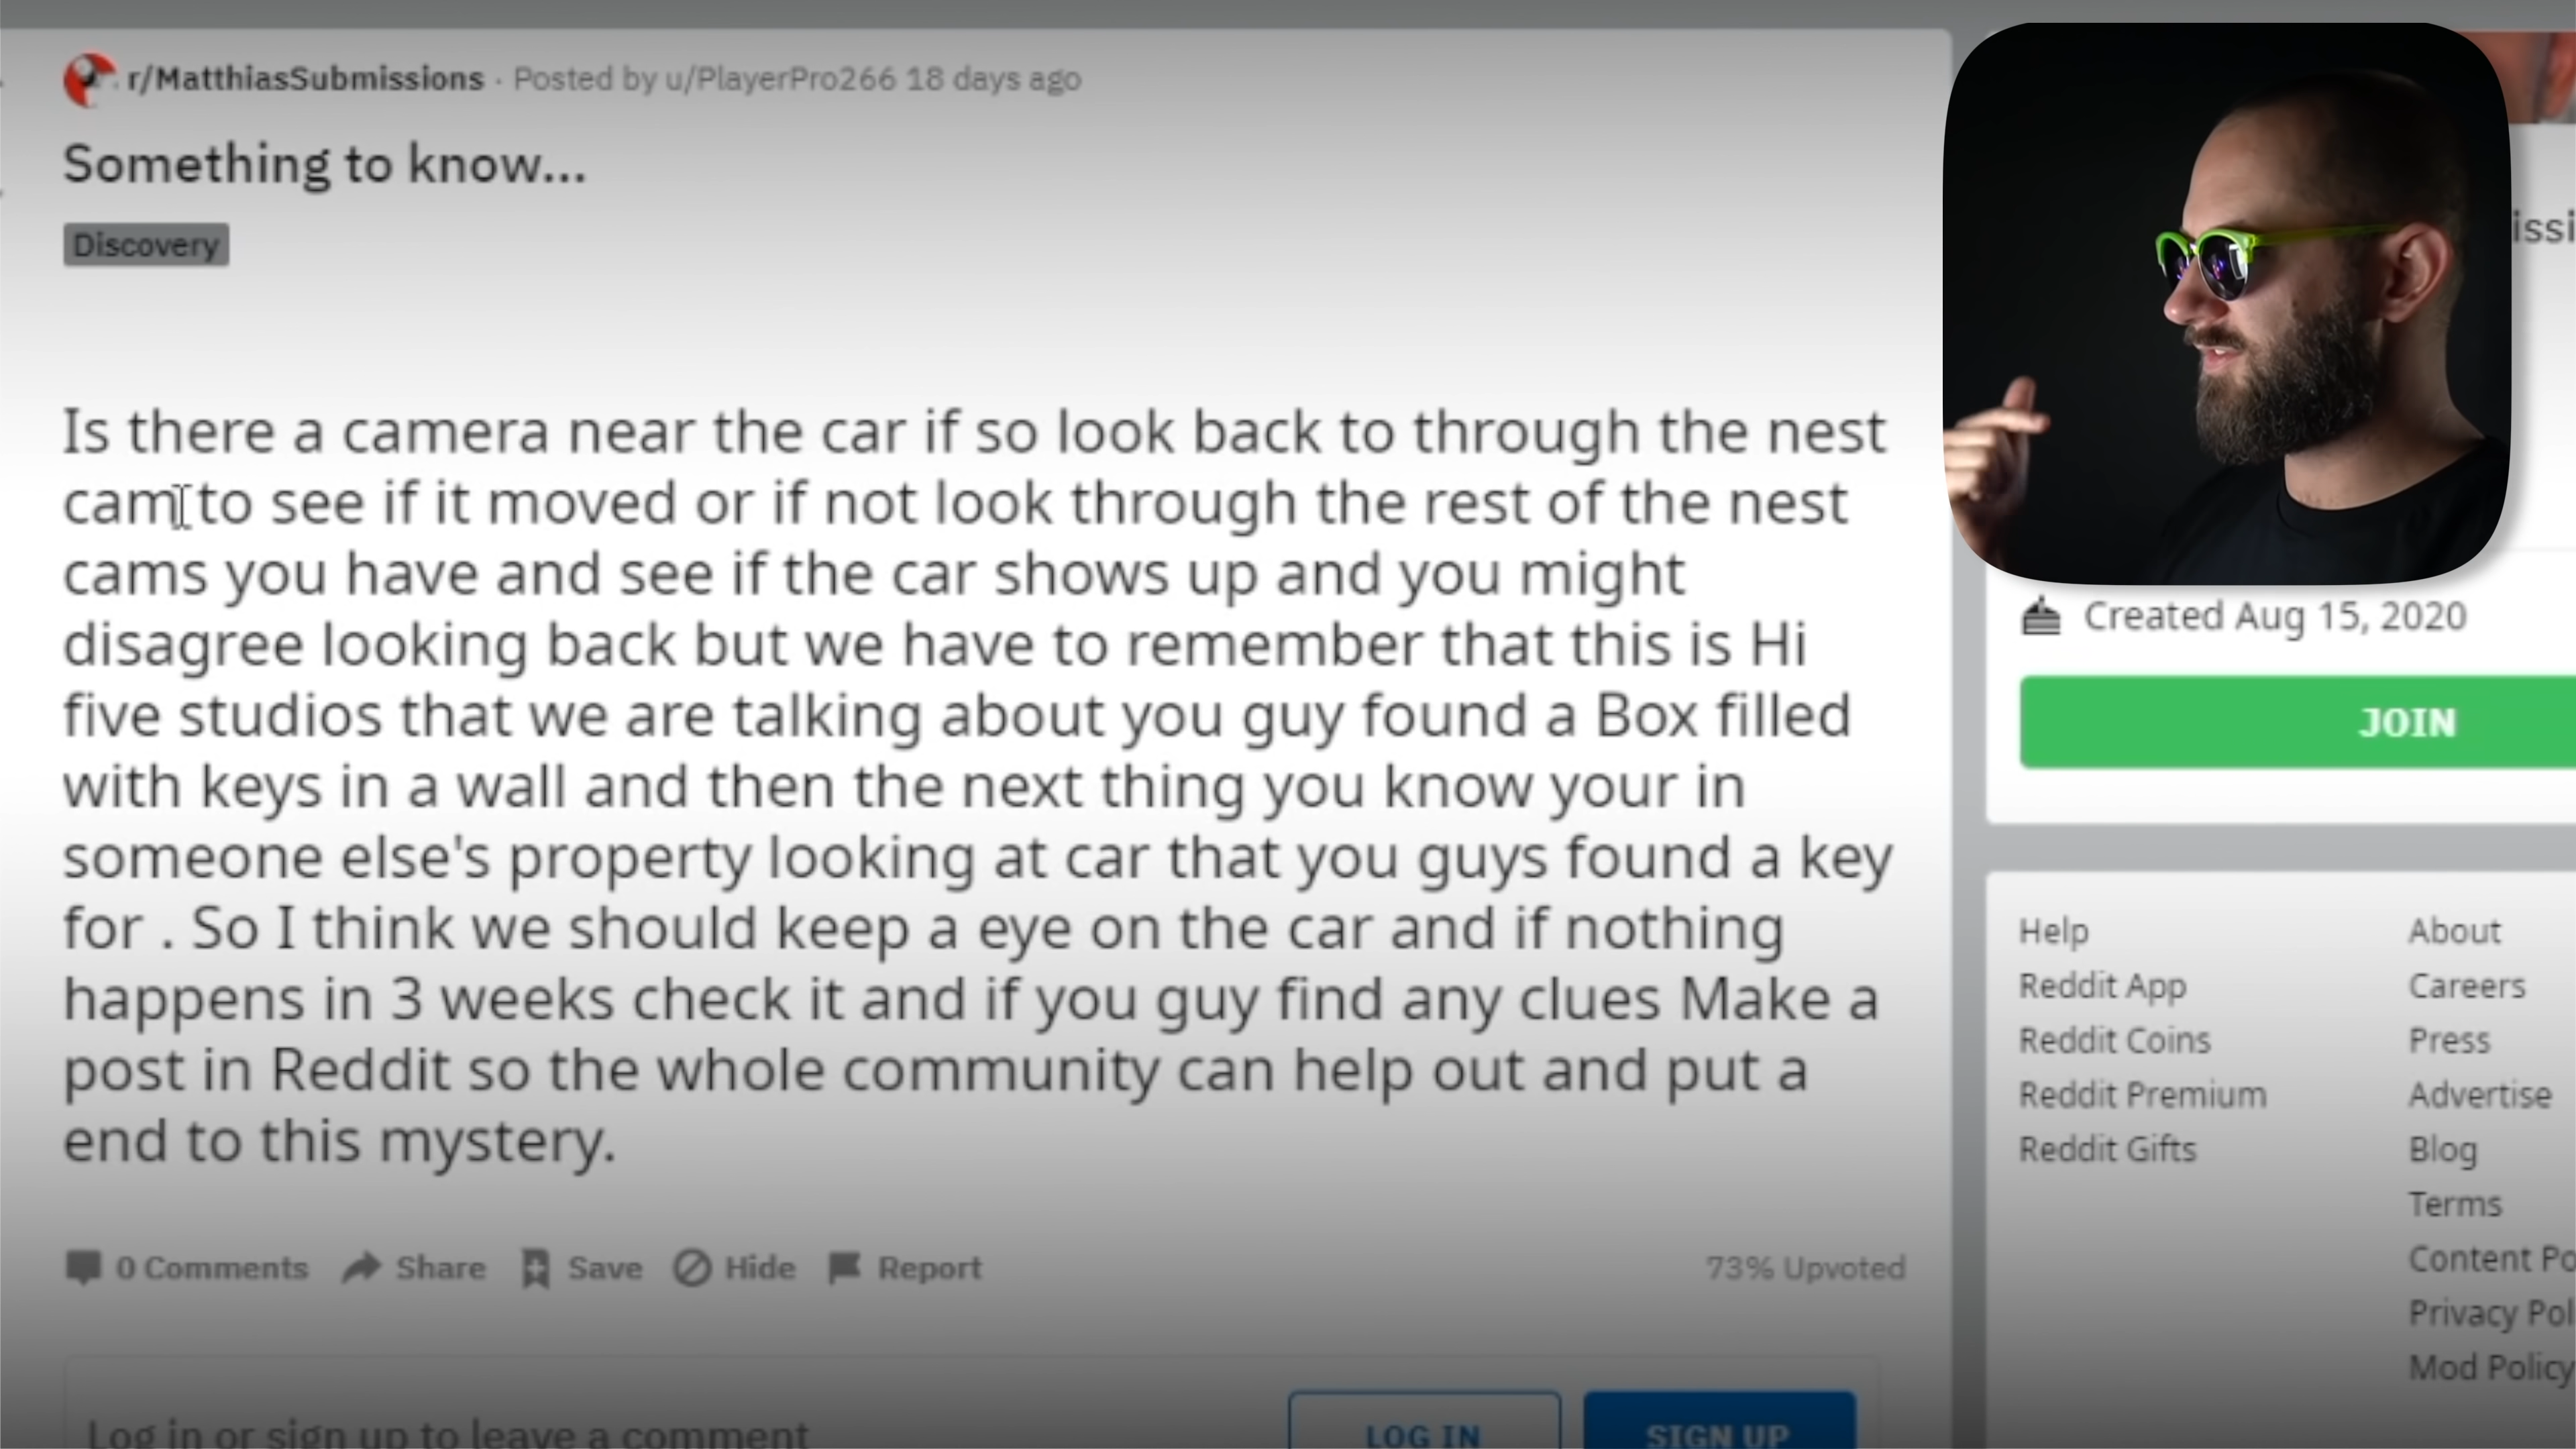 r/MatthiasSubmissions · Posted by u/PlayerPro266 18 days ago
Something to know...
Discovery
Is there a camera near the car if so look back to through the nest
cam to see if it moved or if not look through the rest of the nest
cams you have and see if the car shows up and you might
disagree looking back but we have to remember that this is Hi
five studios that we are talking about you guy found a Box filled
with keys in a wall and then the next thing you know your in
someone else's property looking at car that you guys found a key
for . So I think we should keep a eye on the car and if nothing
happens in 3 weeks check it and if you guy find any clues Make a
post in Reddit so the whole community can help out and put a
end to this mystery.
0 Comments Share Save Hide Report 73% Upvoted
Log in or sign up to leave a comment LOG IN SIGN UP
issi
Created Aug 15, 2020
JOIN
Help About
Reddit App Careers
Reddit Coins Press
Reddit Premium Advertise
Reddit Gifts Blog
Terms
Content Po
Privacy Pol
Mod Policy